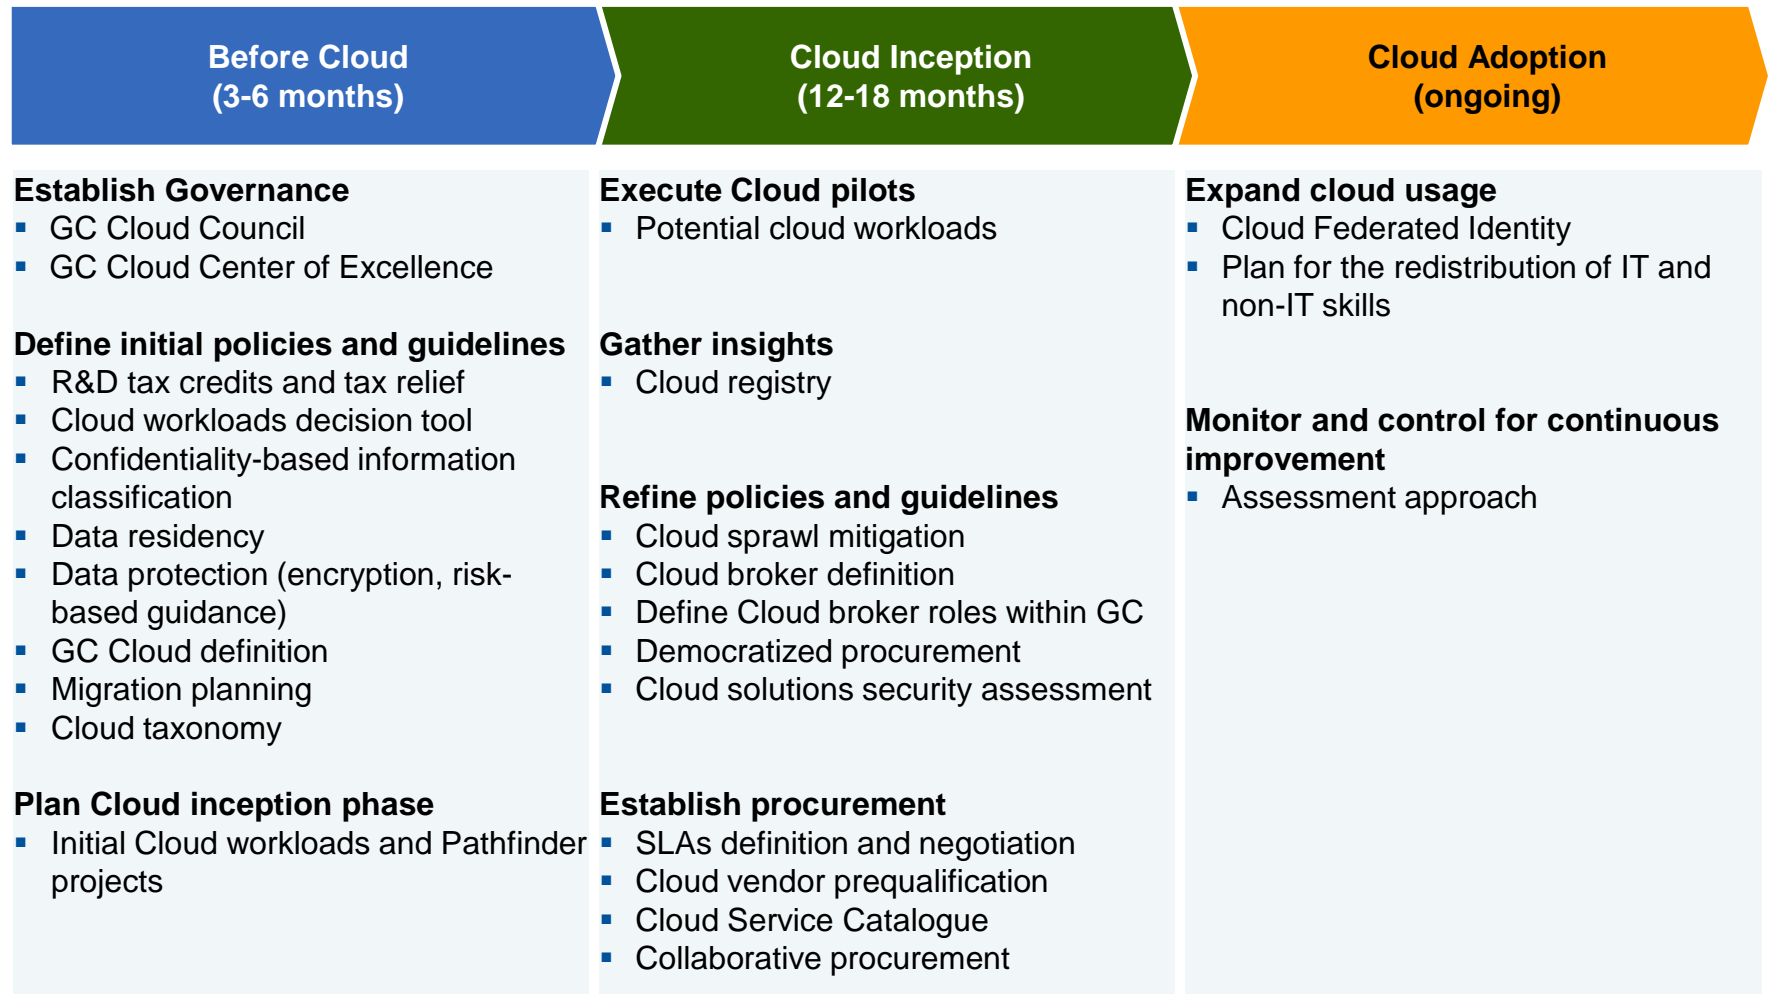 Before Cloud
(3-6 months)
Cloud Inception
(12-18 months)
Cloud Adoption
(ongoing)
Establish Governance
▪ GC Cloud Council
▪ GC Cloud Center of Excellence
Define initial policies and guidelines
▪ R&D tax credits and tax relief
▪ Cloud workloads decision tool
▪ Confidentiality-based information
classification
▪ Data residency
▪ Data protection (encryption, risk-
based guidance)
▪ GC Cloud definition
▪ Migration planning
▪ Cloud taxonomy
Plan Cloud inception phase
▪ Initial Cloud workloads and Pathfinder
projects
Execute Cloud pilots
▪ Potential cloud workloads
Gather insights
▪ Cloud registry
Refine policies and guidelines
▪ Cloud sprawl mitigation
▪ Cloud broker definition
▪ Define Cloud broker roles within GC
▪ Democratized procurement
▪ Cloud solutions security assessment
Establish procurement
▪ SLAs definition and negotiation
▪ Cloud vendor prequalification
▪ Cloud Service Catalogue
▪ Collaborative procurement
Expand cloud usage
▪ Cloud Federated Identity
▪ Plan for the redistribution of IT and
non-IT skills
Monitor and control for continuous
improvement
▪ Assessment approach